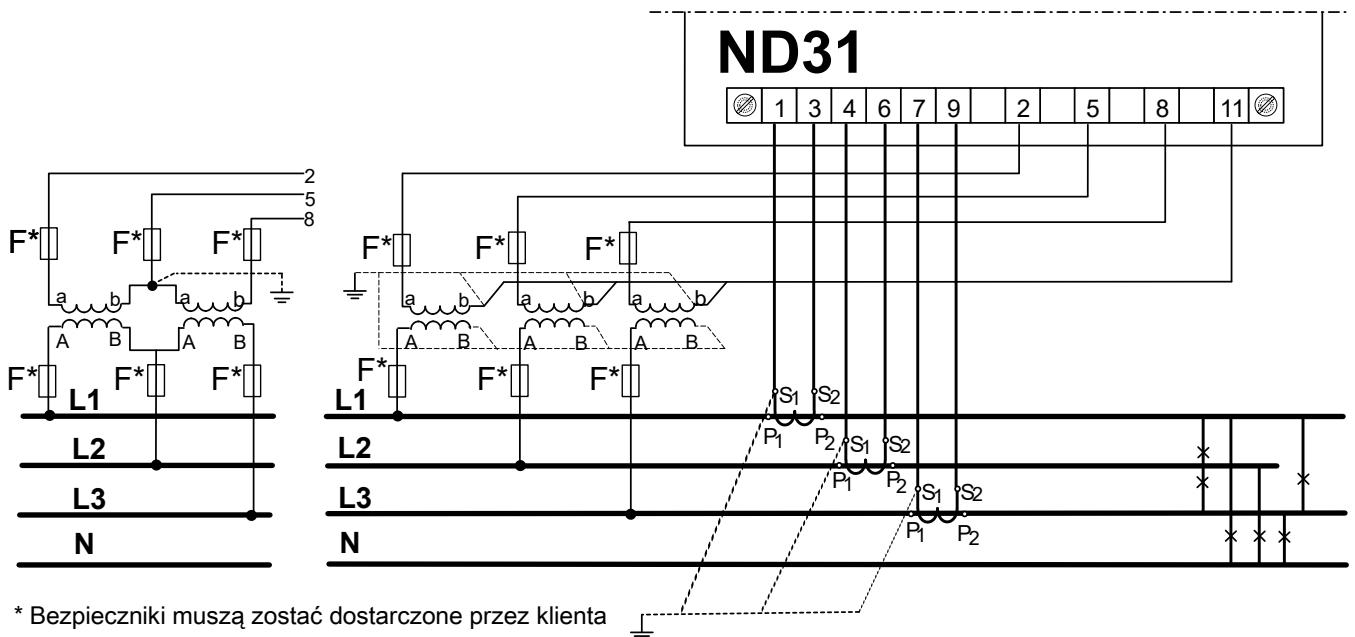 ND31
1 3 4 6 7 9 2 5 8 11
2
5
8
F* F* F* F* F* F*
a b a b a b a b a b
A B A B A B A B A B
F* F* F* F* F* F*
L1 L1 S1 S2
P1 P2
L2 L2 S1 S2
P1 P2
L3 L3 S1 S2
P1 P2
N N
* Bezpieczniki muszą zostać dostarczone przez klienta